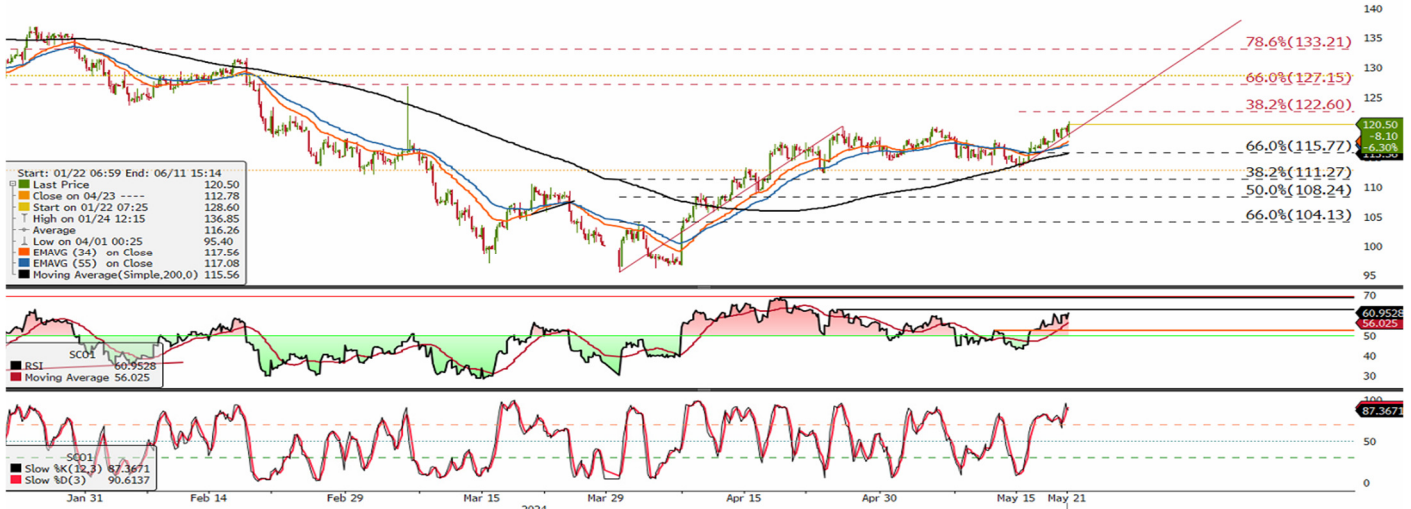 140
135
78.6%(133.21)
130
66.0%(127.15)
125
38.2%(122.60)
120.50
-8.10
-6.30%
66.0%(115.77)
Start: 01/22 06:59 End: 06/11 15:14
Last Price 120.50
Close on 04/23 ---- 112.78
Start on 01/22 07:25 128.60
High on 01/24 12:15 136.85
Average 116.26
Low on 04/01 00:25 95.40
EMAVG (34) on Close 117.56
EMAVG (55) on Close 117.08
Moving Average(Simple,200,0) 115.56
38.2%(111.27)
110
50.0%(108.24)
105
66.0%(104.13)
100
95
70
60.9528
56.025
50
40
30
SCO1
RSI 60.9528
Moving Average 56.025
100
87.3671
50
0
SCO1
Slow %K(12,3) 87.3671
Slow %D(3) 90.6137
Jan 31 Feb 14 Feb 29 Mar 15 Mar 29 Apr 15 Apr 30 May 15 May 21
2024